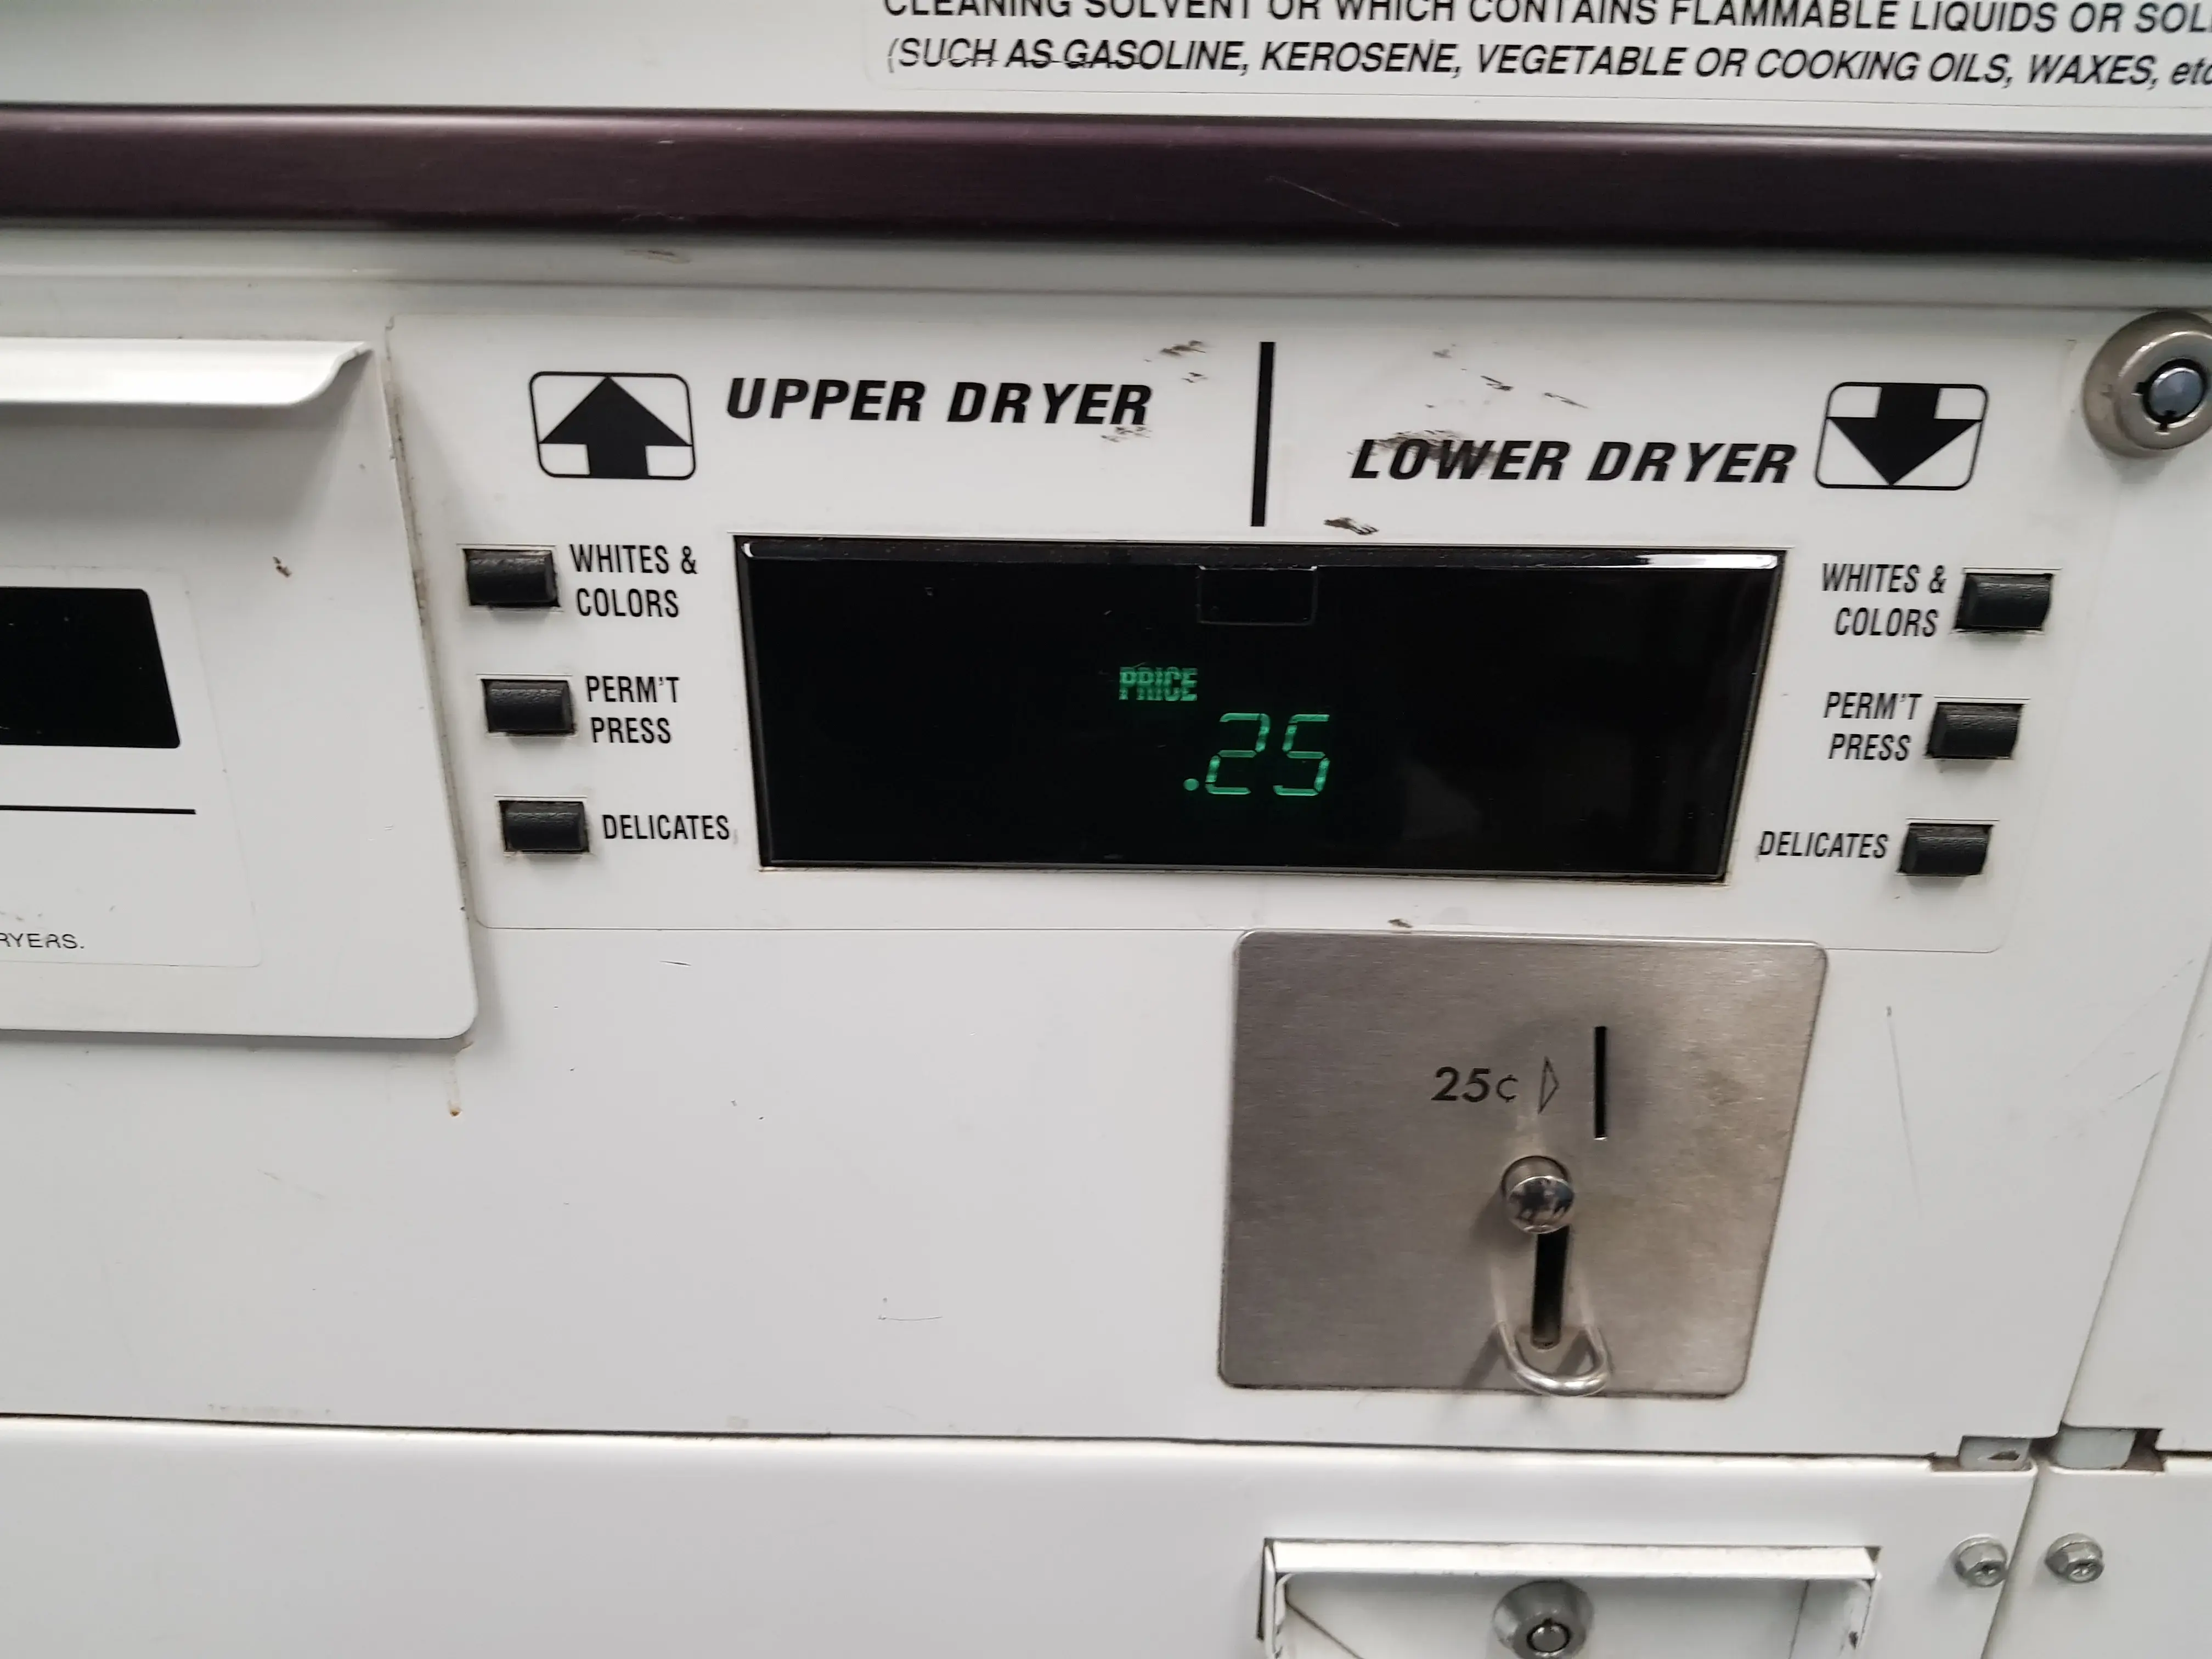 CLEANING SOLVENT OR WHICH CONTAINS FLAMMABLE LIQUIDS OR
(SUCH AS GASOLINE, KEROSENE, VEGETABLE OR COOKING OILS, WAXES, etc
UPPER DRYER
LOWER DRYER
WHITES &
COLORS
PERM'T
PRESS
DELICATES
PRICE
.25
WHITES &
COLORS
PERM'T
PRESS
DELICATES
RYERS.
25¢